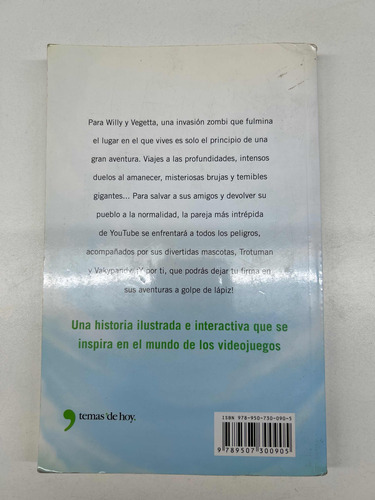 Para Willy y Vegetta, una invasión zombi que fulmina
el lugar en el que vives es solo el principio de una
gran aventura. Viajes a las profundidades, intensos
duelos al amanecer, misteriosas brujas y temibles
gigantes... Para salvar a sus amigos y devolver su
pueblo a la normalidad, la pareja más intrépida
de YouTube se enfrentará a todos los peligros,
acompañados por sus divertidas mascotas, Trotuman
y Vakypandy. ¡Y por ti, que podrás dejar tu firma en
sus aventuras a golpe de lápiz!
Una historia ilustrada e interactiva que se
inspira en el mundo de los videojuegos
temas de hoy.
ISBN 978-950-730-090-5
9 789507 300905